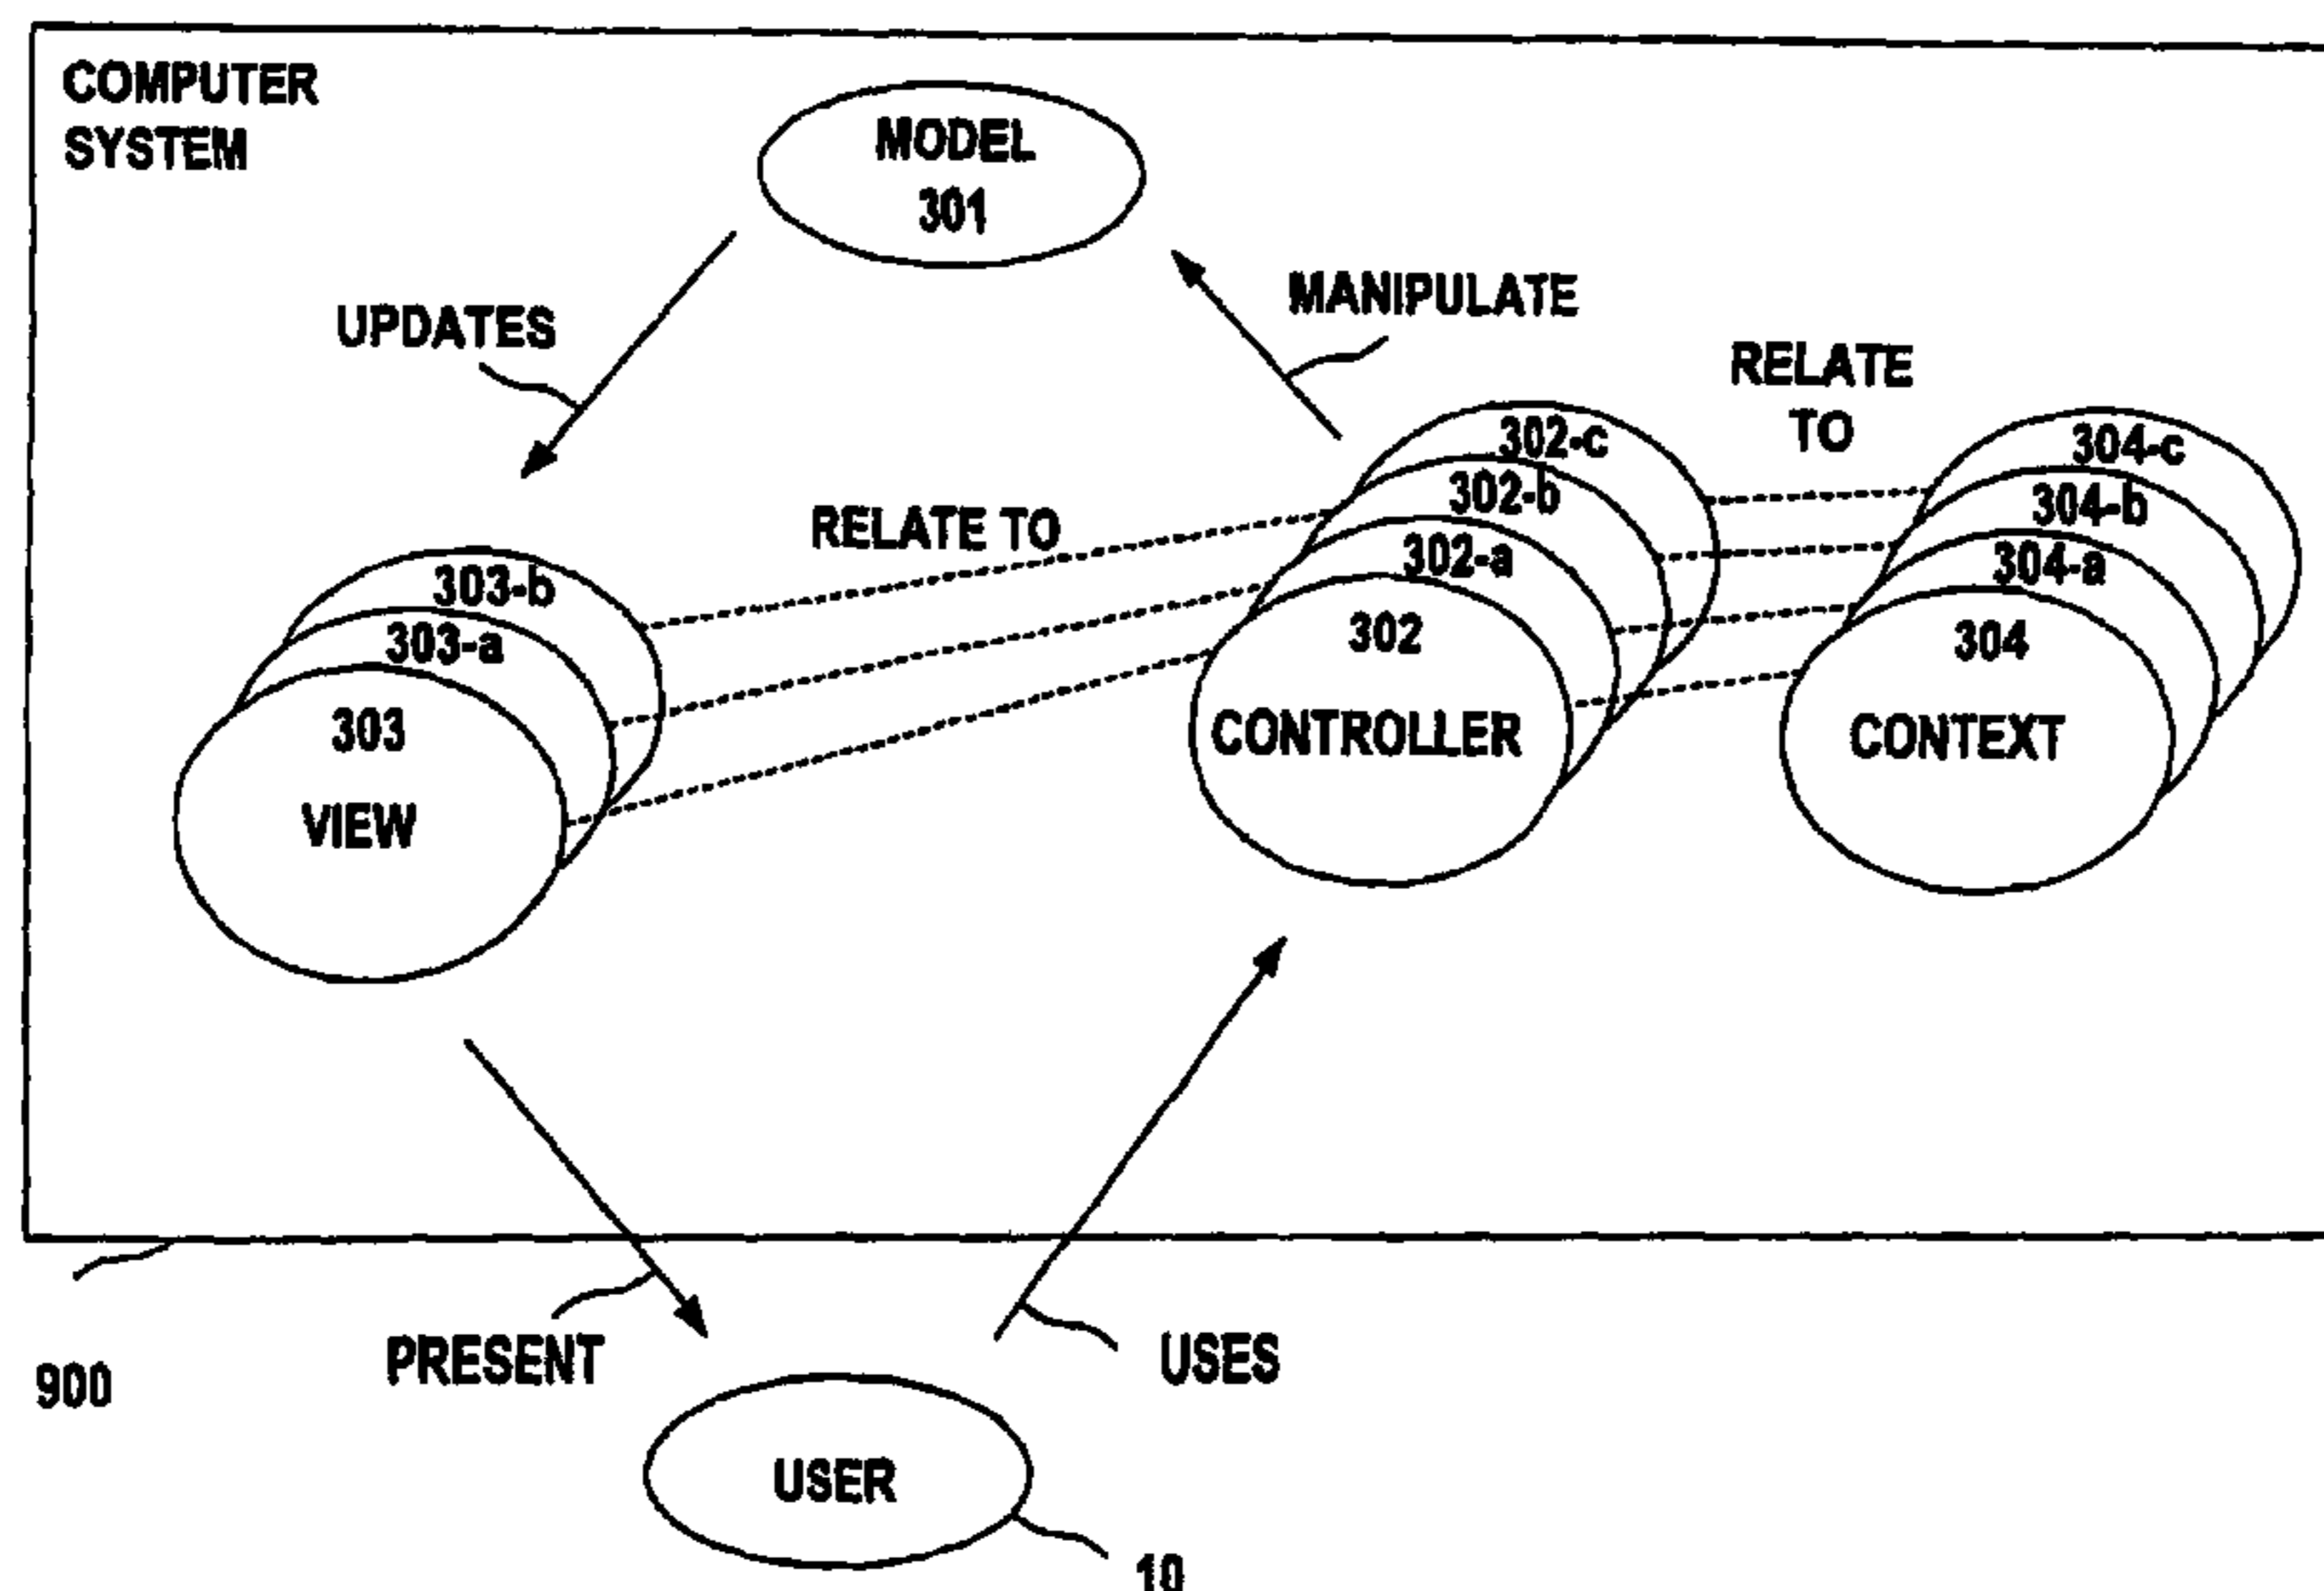 COMPUTER
SYSTEM
MODEL
301
UPDATES
MANIPULATE
RELATE
TO
RELATE TO
302-c
302-b
302-a
302
CONTROLLER
304-c
304-b
304-a
304
CONTEXT
303-b
303-a
303
VIEW
900
PRESENT
USES
USER
10